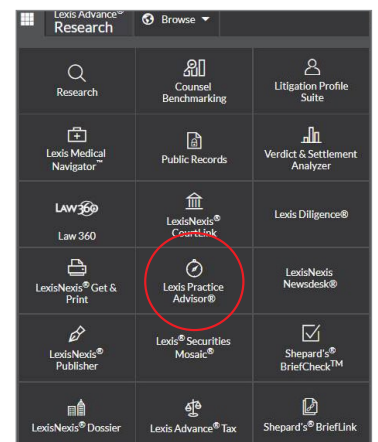 Lexis Advance®
Research
Browse
Research
Counsel
Benchmarking
Litigation Profile
Suite
Lexis Medical
Navigator™
Public Records
Verdict & Settlement
Analyzer
LAW360
Law 360
LexisNexis®
CourtLink
Lexis Diligence®
LexisNexis® Get &
Print
Lexis Practice
Advisor®
LexisNexis
Newsdesk®
LexisNexis®
Publisher
Lexis® Securities
Mosaic®
Shepard's®
BriefCheck™
LexisNexis® Dossier
Lexis Advance® Tax
Shepard's® BriefLink